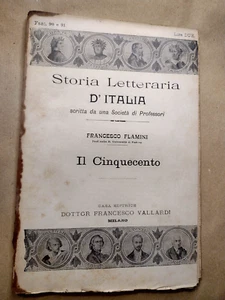 Storia Letteraria
D'ITALIA
scritta da una Società di Professori
FRANCESCO FLAMINI
Il Cinquecento
CASA EDITRICE
DOTTOR FRANCESCO VALLARDI
MILANO